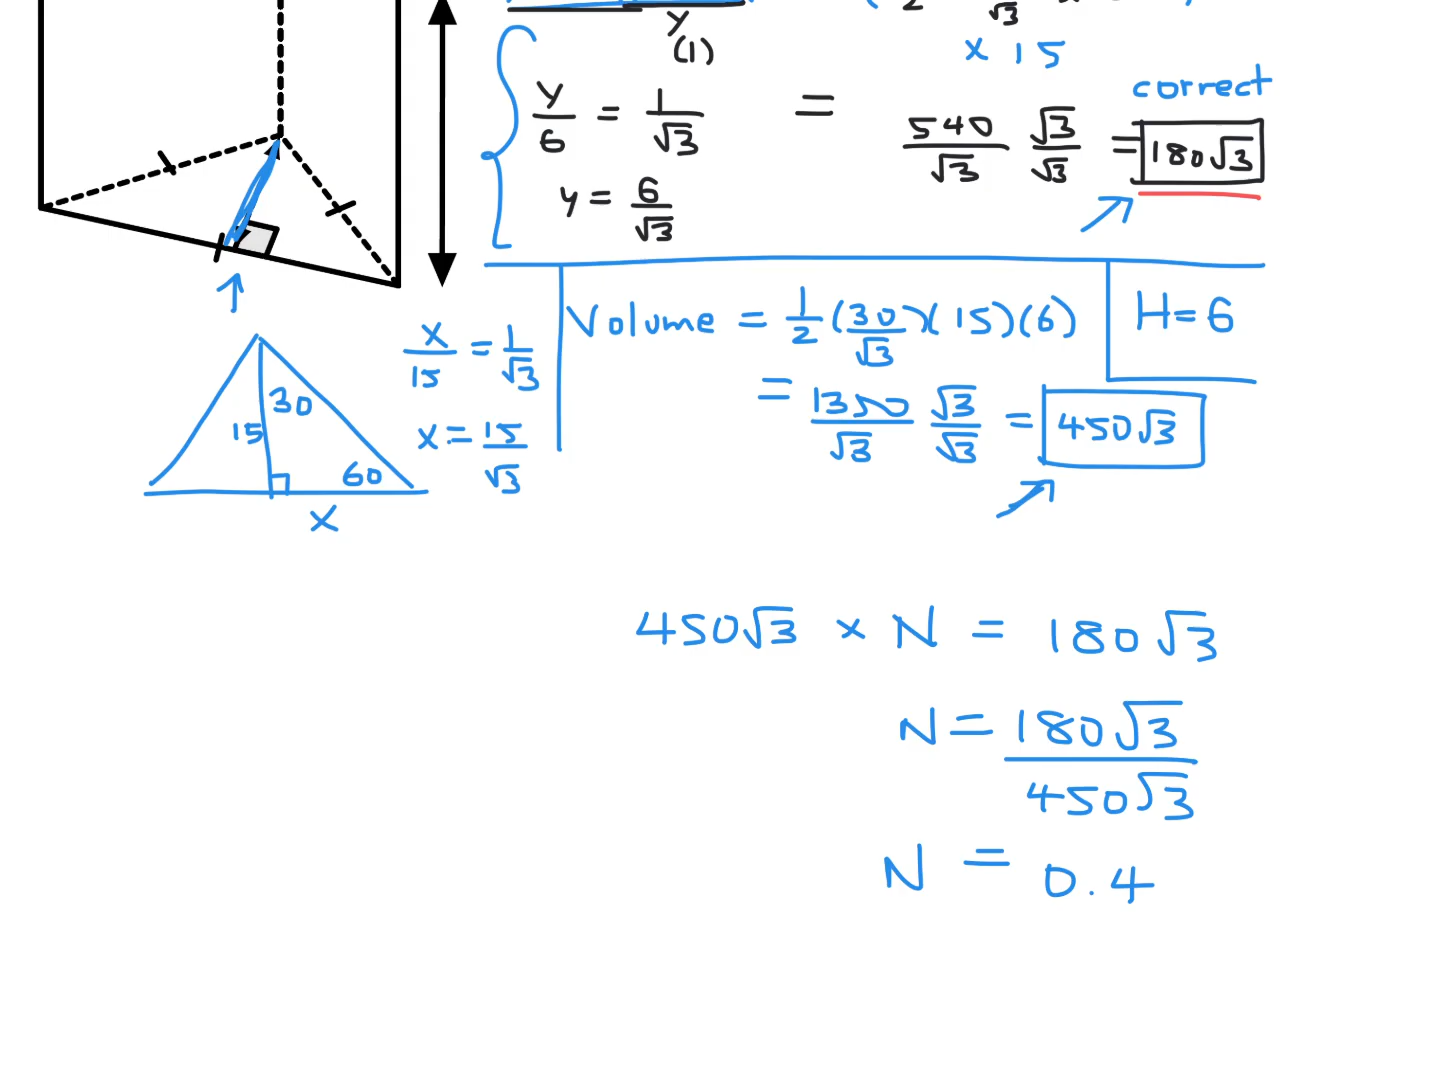 y
(1)
x 15
correct
y/6 = 1/√3
= 540/√3 √3/√3 = 180√3
y = 6/√3
x/15 = 1/√3
x = 15/√3
Volume = 1/2 (30/√3)(15)(6)
= 1350/√3 √3/√3 = 450√3
H = 6
30
15
60
x
450√3 × N = 180√3
N = 180√3/450√3
N = 0.4